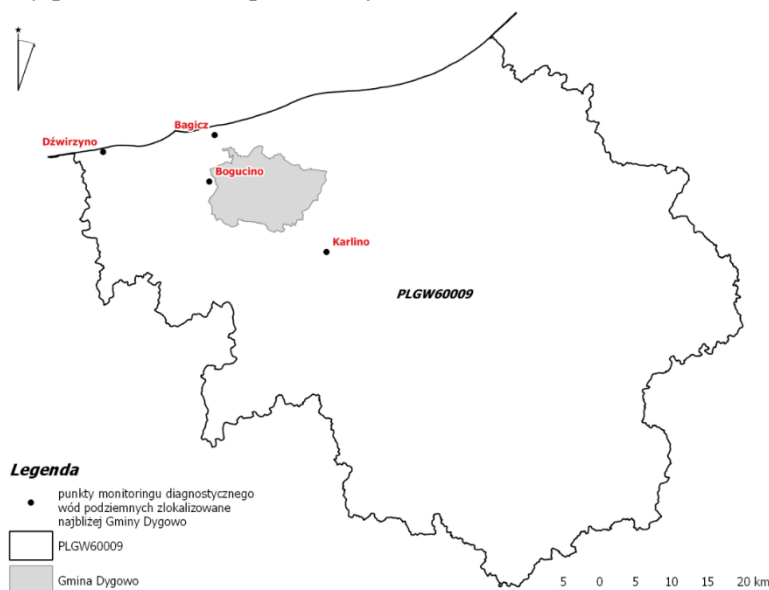 Bagicz
Dźwirzyno
Bogucino
Karlino
PLGW60009
Legenda
punkty monitoringu diagnostycznego
wód podziemnych zlokalizowane
najbliżej Gminy Dygowo
PLGW60009
Gmina Dygowo
5 0 5 10 15 20 km